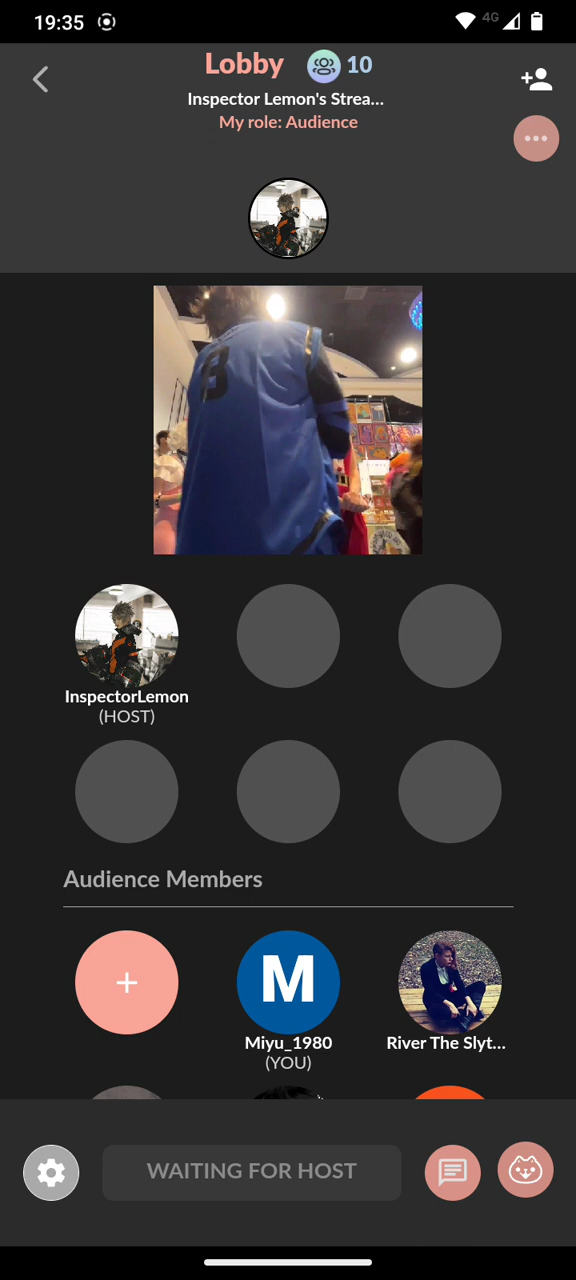 19:35
4G
Lobby
10
Inspector Lemon's Strea...
My role: Audience
8
InspectorLemon
(HOST)
Audience Members
+
M
Miyu_1980
(YOU)
River The Slyt...
WAITING FOR HOST